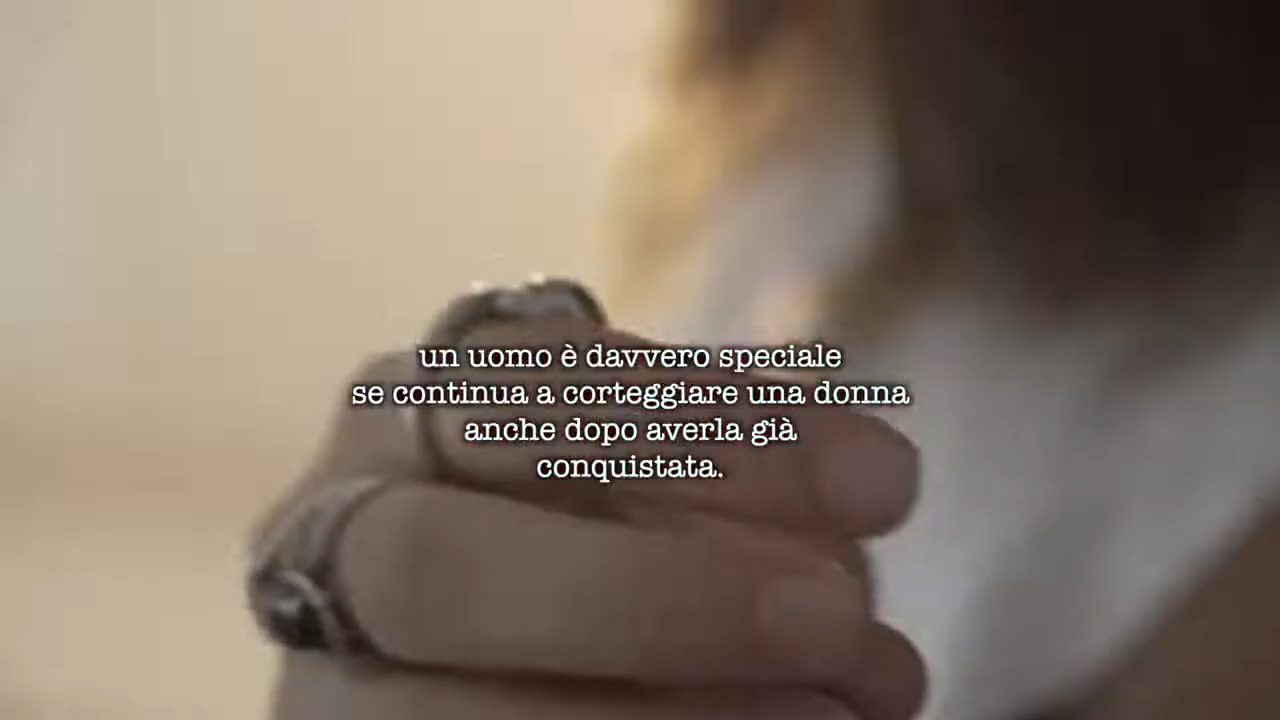 un uomo è davvero speciale
se continua a corteggiare una donna
anche dopo averla già
conquistata.